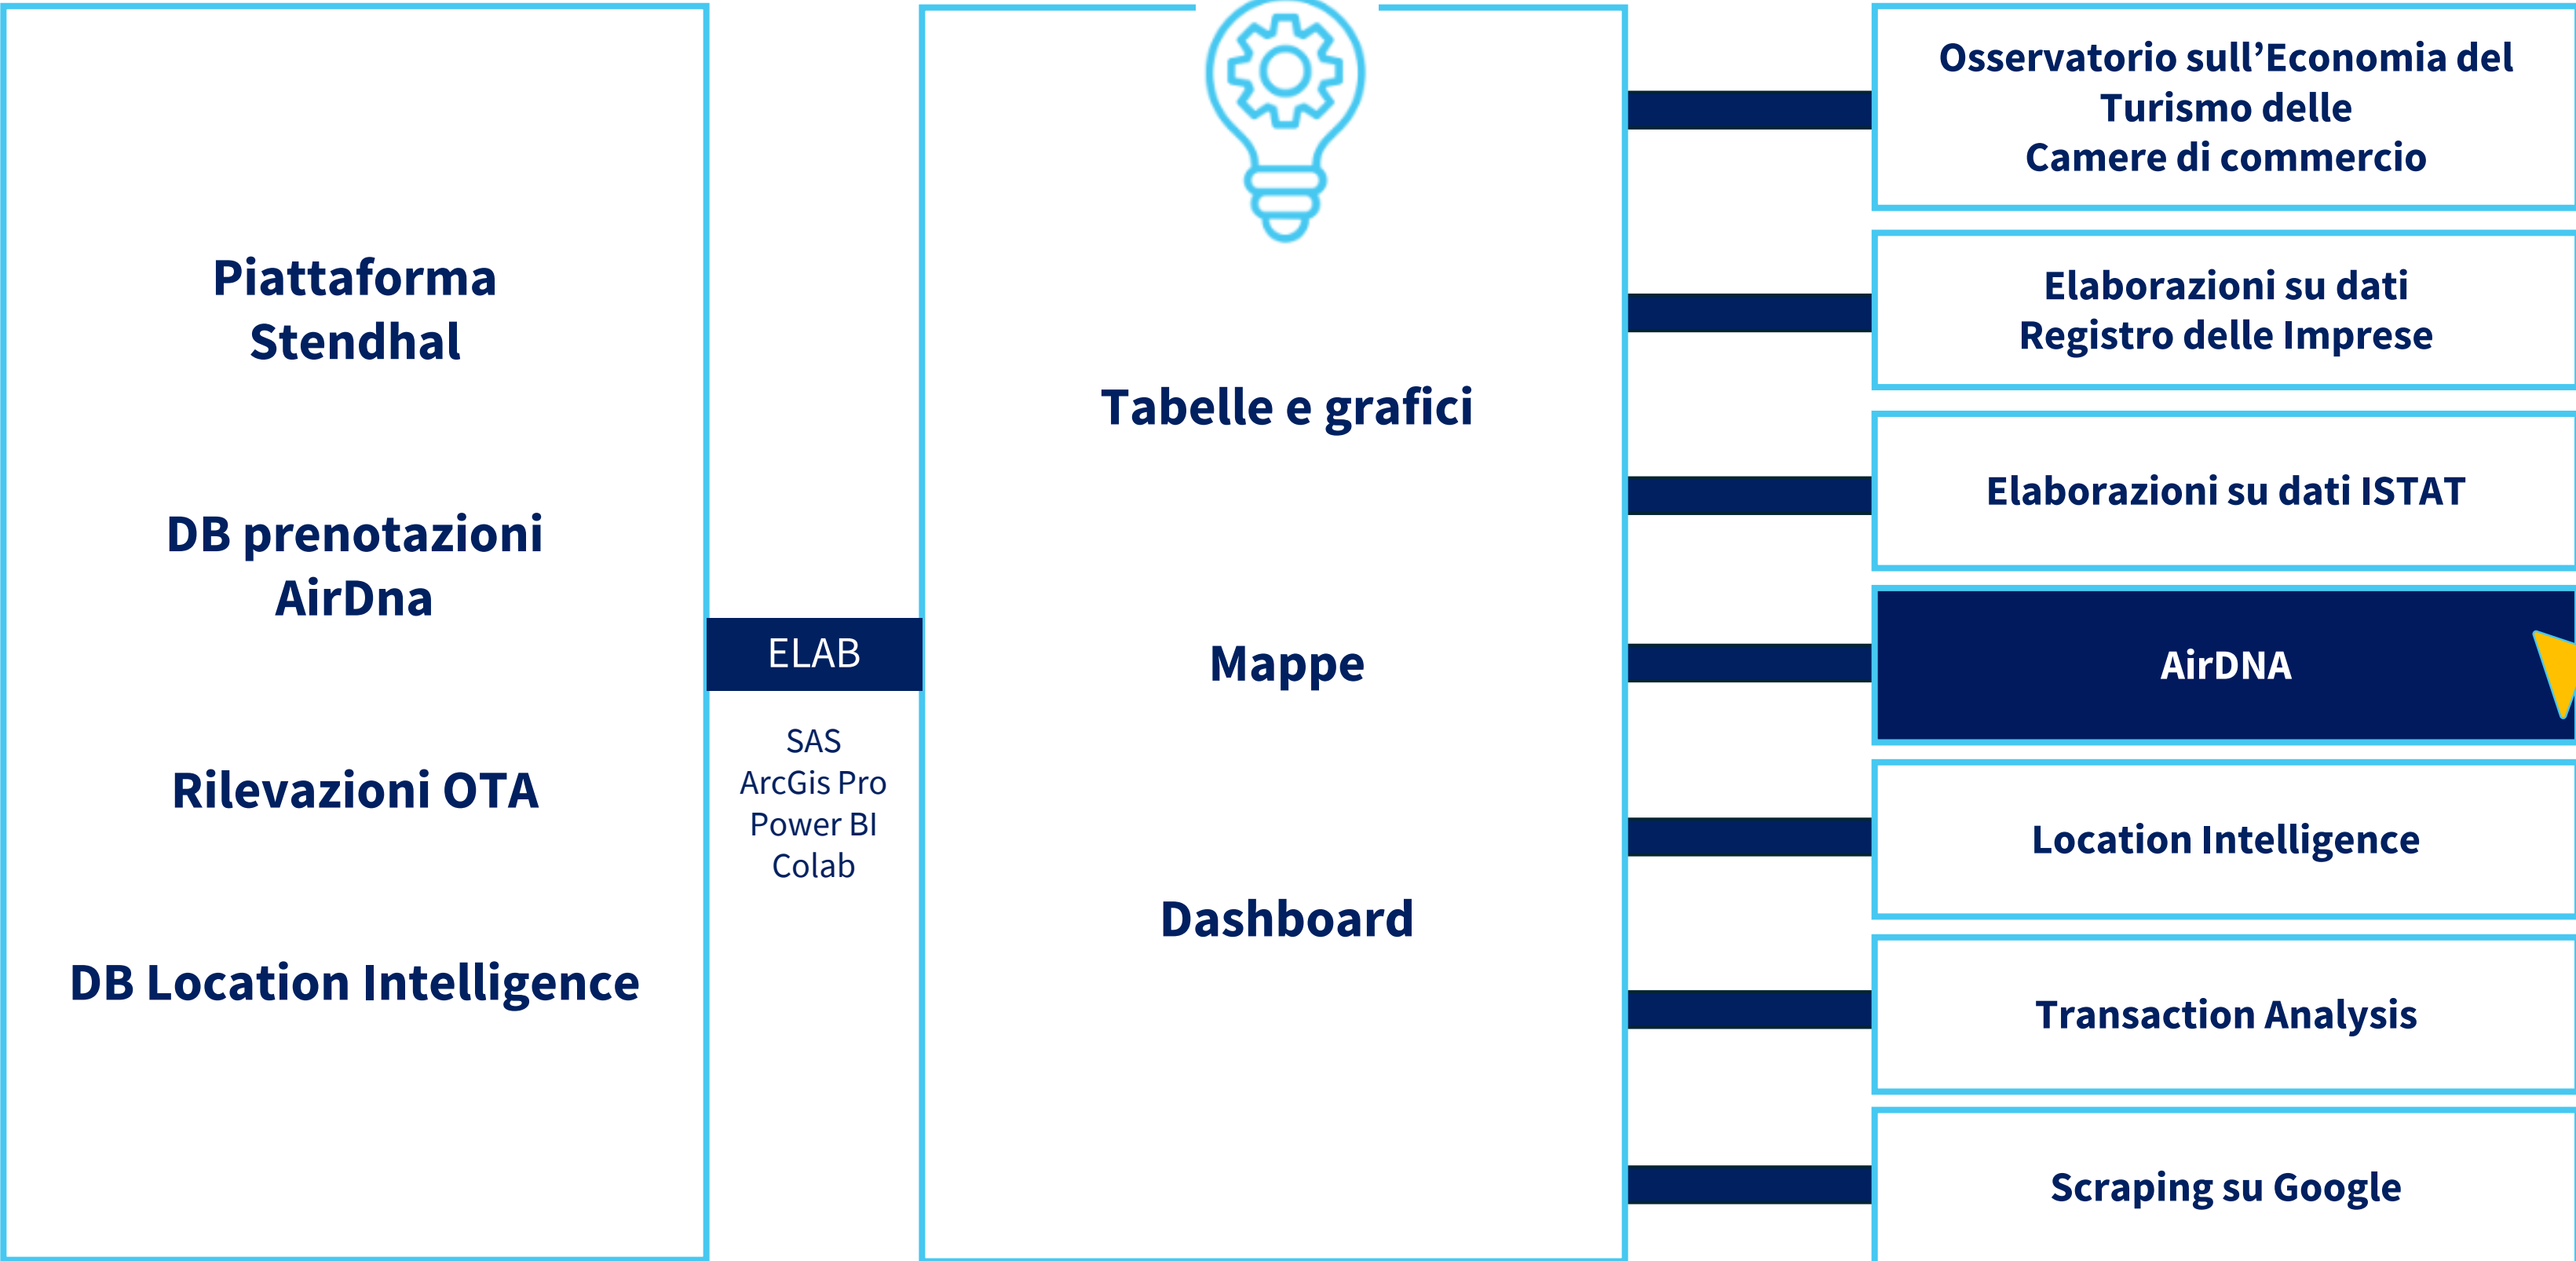 Piattaforma
Stendhal
DB prenotazioni
AirDna
Rilevazioni OTA
DB Location Intelligence
ELAB
SAS
ArcGis Pro
Power BI
Colab
Tabelle e grafici
Mappe
Dashboard
Osservatorio sull’Economia del
Turismo delle
Camere di commercio
Elaborazioni su dati
Registro delle Imprese
Elaborazioni su dati ISTAT
AirDNA
Location Intelligence
Transaction Analysis
Scraping su Google